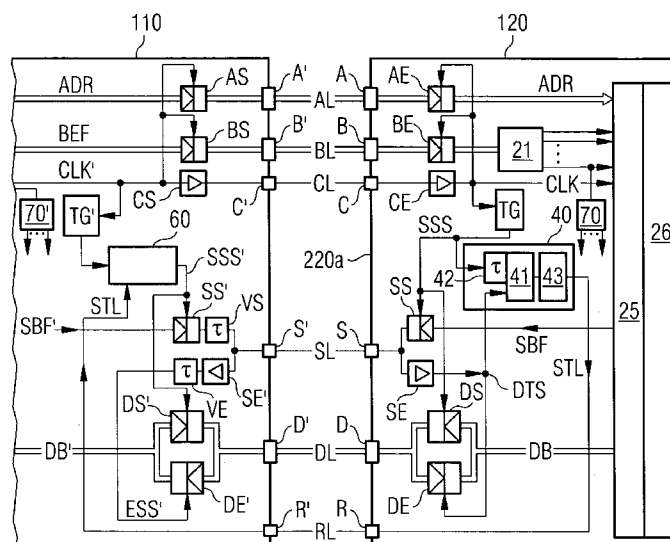 110 120
ADR AS A' AL A AE ADR
BEF BS B' BL B BE 21
CLK' CS C' CL C CE CLK
70' TG' 60 TG 70 40 26
SSS' 220a SSS τ 41 43 25
STL SS' VS 42 SS
SBF' τ S' SL S SBF STL
τ SE' SE DTS
DS' VE DS
DB' D' DL D DB
ESS' DE' DE
R' RL R